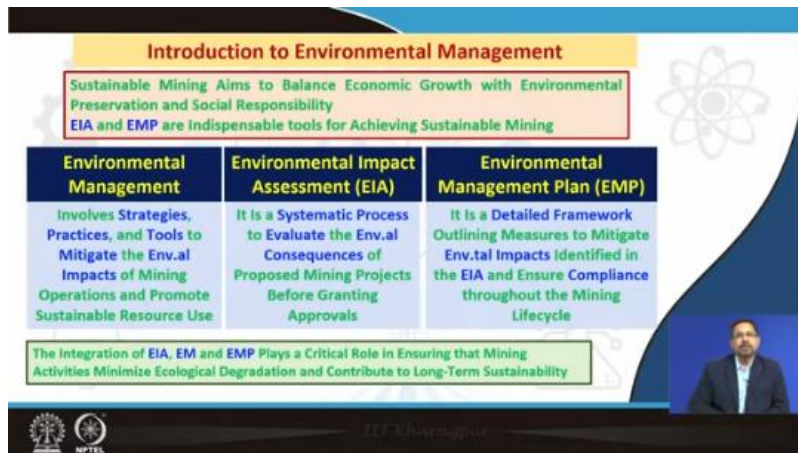 Introduction to Environmental Management
Sustainable Mining Aims to Balance Economic Growth with Environmental
Preservation and Social Responsibility
EIA and EMP are Indispensable tools for Achieving Sustainable Mining
Environmental
Management
Involves Strategies,
Practices, and Tools to
Mitigate the Env.al
Impacts of Mining
Operations and Promote
Sustainable Resource Use
Environmental Impact
Assessment (EIA)
It Is a Systematic Process
to Evaluate the Env.al
Consequences of
Proposed Mining Projects
Before Granting
Approvals
Environmental
Management Plan (EMP)
It Is a Detailed Framework
Outlining Measures to Mitigate
Env.tal Impacts Identified in
the EIA and Ensure Compliance
throughout the Mining
Lifecycle
The Integration of EIA, EM and EMP Plays a Critical Role in Ensuring that Mining
Activities Minimize Ecological Degradation and Contribute to Long-Term Sustainability
NPTEL
IIT Kharagpur